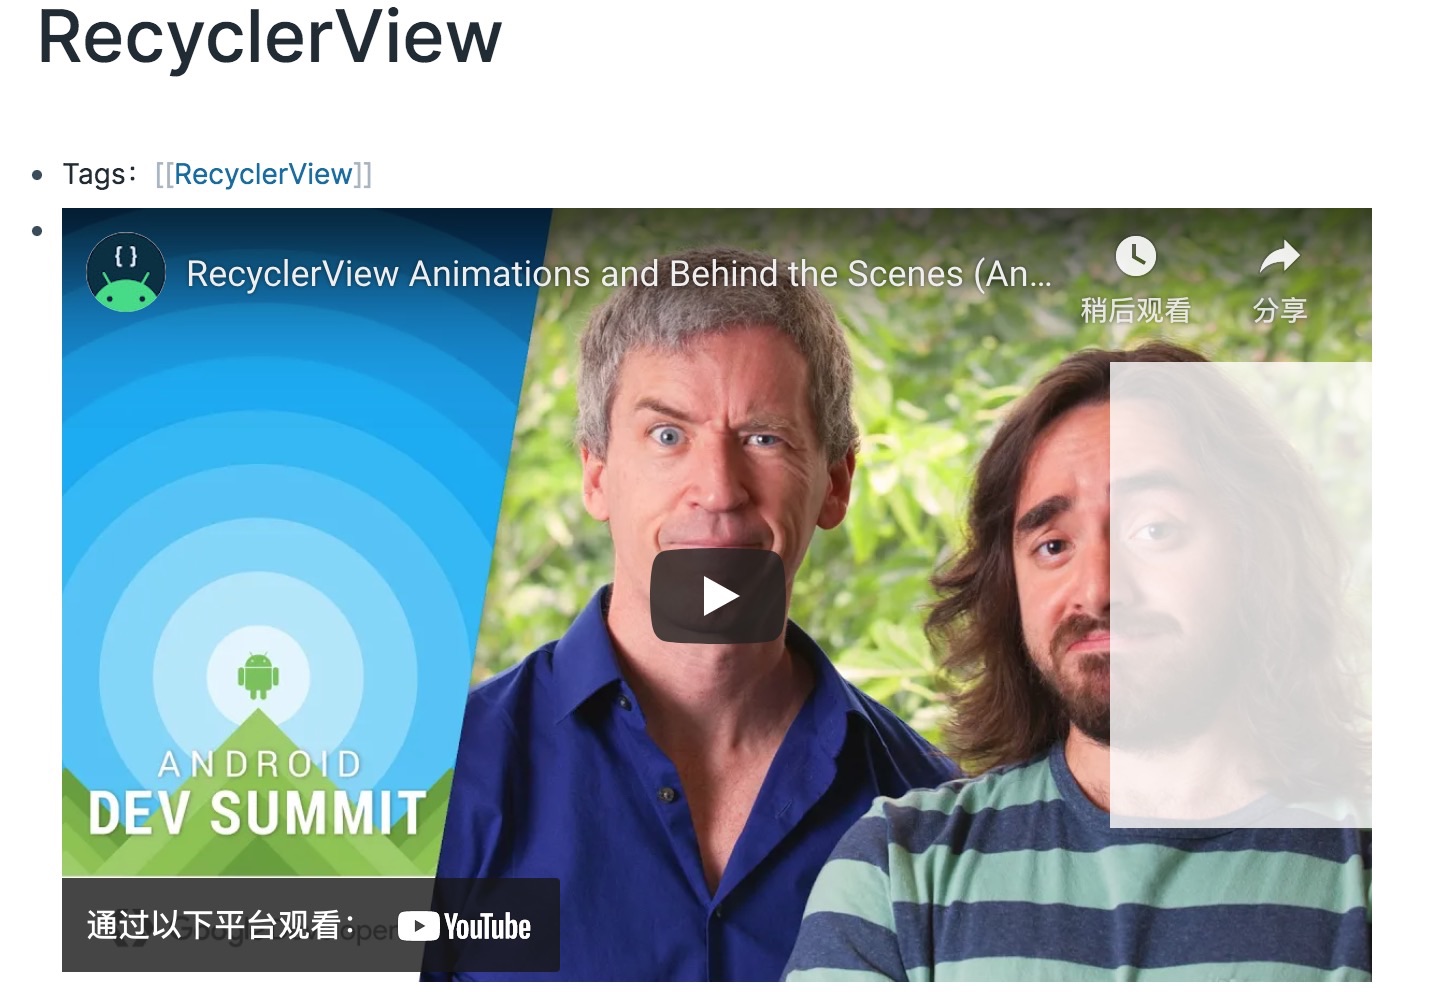 RecyclerView
Tags： [[RecyclerView]]
{ }
RecyclerView Animations and Behind the Scenes (An...
稍后观看
分享
ANDROID
DEV SUMMIT
通过以下平台观看： YouTube